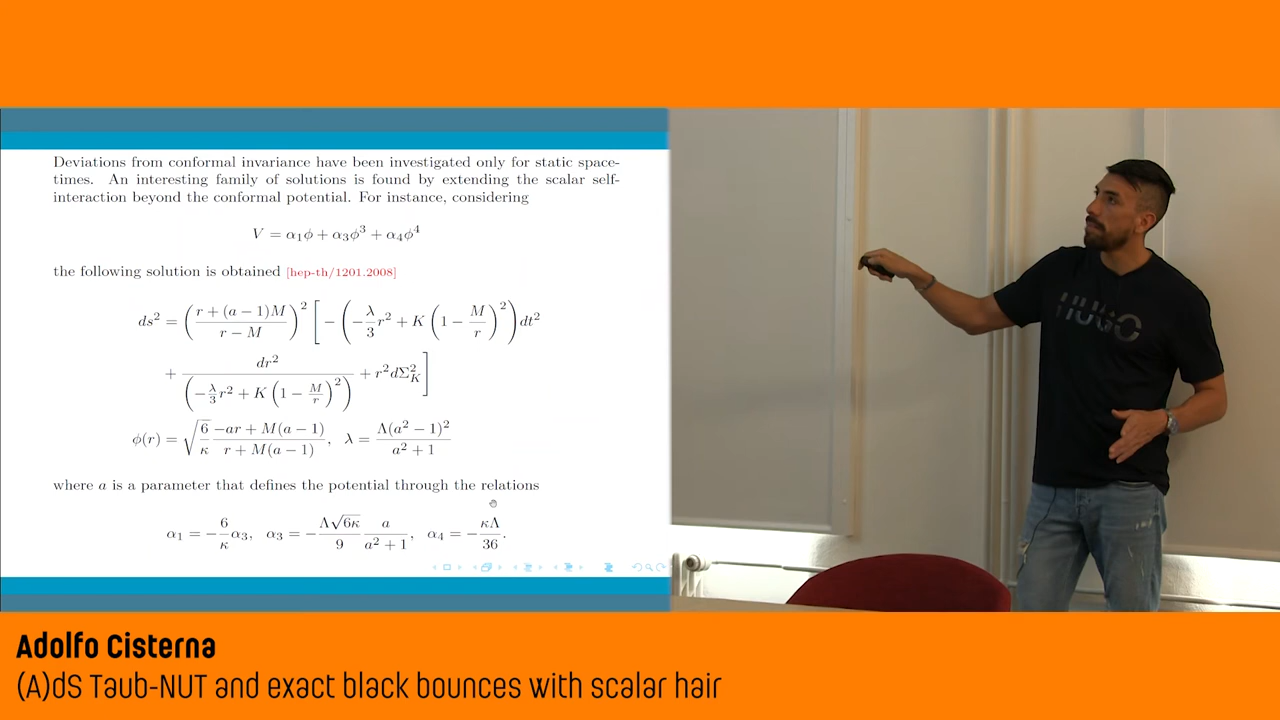 Deviations from conformal invariance have been investigated only for static space-
times. An interesting family of solutions is found by extending the scalar self-
interaction beyond the conformal potential. For instance, considering
V = α₁ϕ + α₃ϕ³ + α₄ϕ⁴
the following solution is obtained [hep-th/1201.2008]
ds² = ( (r + (a − 1)M) / (r − M) )² [ − ( −(λ/3)r² + K (1 − M/r)² ) dt²
+ dr² / ( −(λ/3)r² + K (1 − M/r)² ) + r²dΣ²_K ]
ϕ(r) = √(6/κ) (−ar + M(a − 1)) / (r + M(a − 1)), λ = Λ(a² − 1)² / (a² + 1)
where a is a parameter that defines the potential through the relations
α₁ = −(6/κ)α₃, α₃ = −(Λ√(6κ)/9) a/(a² + 1), α₄ = −κΛ/36.
HUGO
Adolfo Cisterna
(A)dS Taub-NUT and exact black bounces with scalar hair